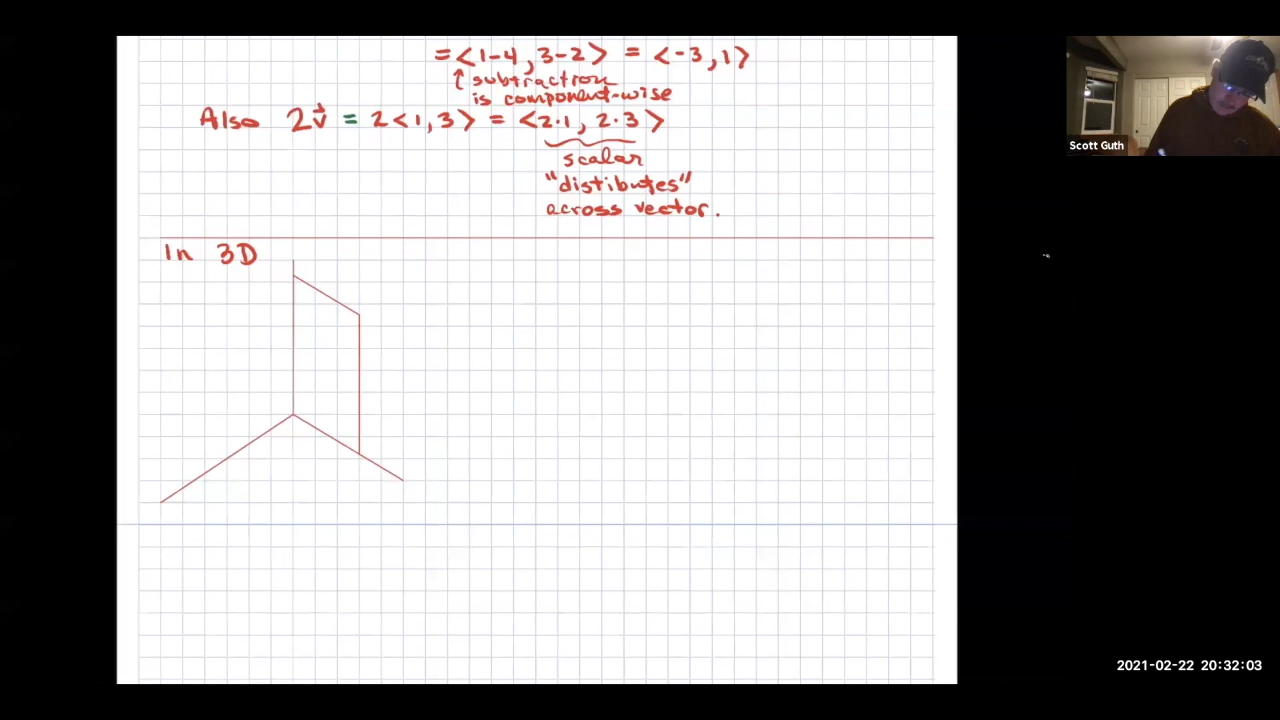 = <1-4, 3-2> = <-3, 1>
↑ subtraction
is component-wise
Also 2v⃗ = 2<1, 3> = <2·1, 2·3>
scalar
"distibutes"
across vector.
In 3D
Scott Guth
2021-02-22 20:32:03